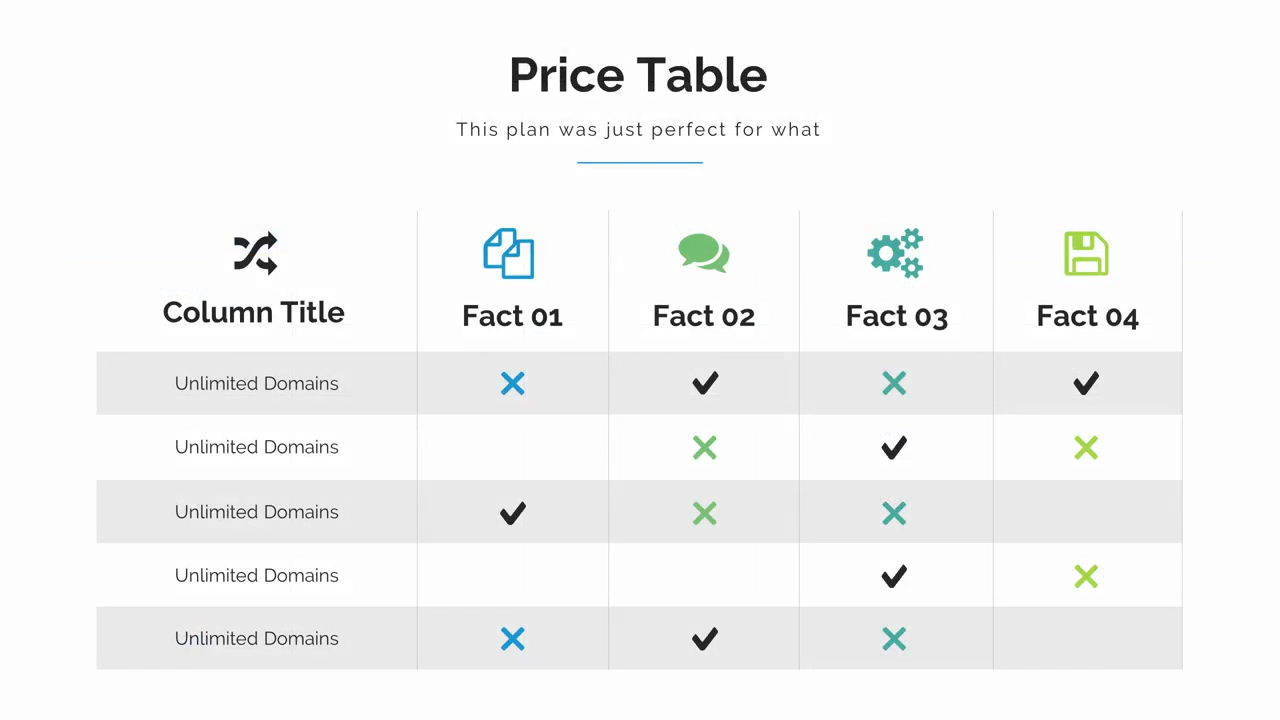 Price Table
This plan was just perfect for what
Column Title Fact 01 Fact 02 Fact 03 Fact 04
Unlimited Domains
Unlimited Domains
Unlimited Domains
Unlimited Domains
Unlimited Domains